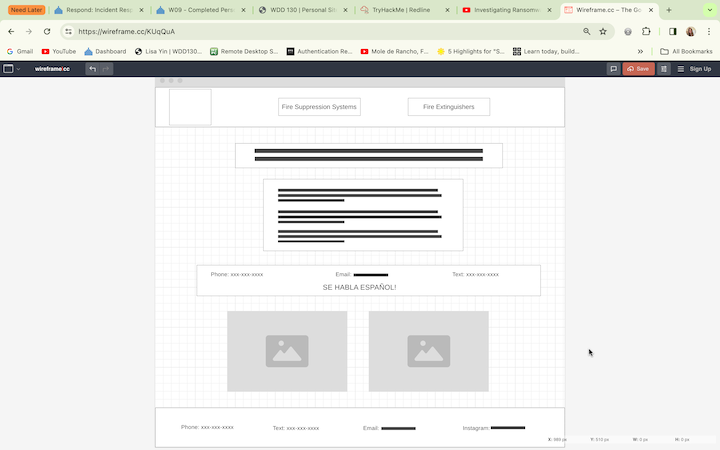 Need Later
Respond: Incident Res
W09 – Completed Pers
WDD 130 | Personal Sit
TryHackMe | Redline
Investigating Ransomw
Wireframe.cc – The Go
https://wireframe.cc/KUqQuA
Gmail
YouTube
Dashboard
Lisa Yin | WDD130...
Remote Desktop S...
Authentication Re...
Mole de Rancho, F...
5 Highlights for "S...
Learn today, build...
All Bookmarks
wireframe.cc
Save
Sign Up
Fire Suppression Systems
Fire Extinguishers
Phone: xxx-xxx-xxxx
Email:
Text: xxx-xxx-xxxx
SE HABLA ESPAÑOL!
Phone: xxx-xxx-xxxx
Text: xxx-xxx-xxxx
Email:
Instagram:
X: 989 px
Y: 510 px
W: 0 px
H: 0 px